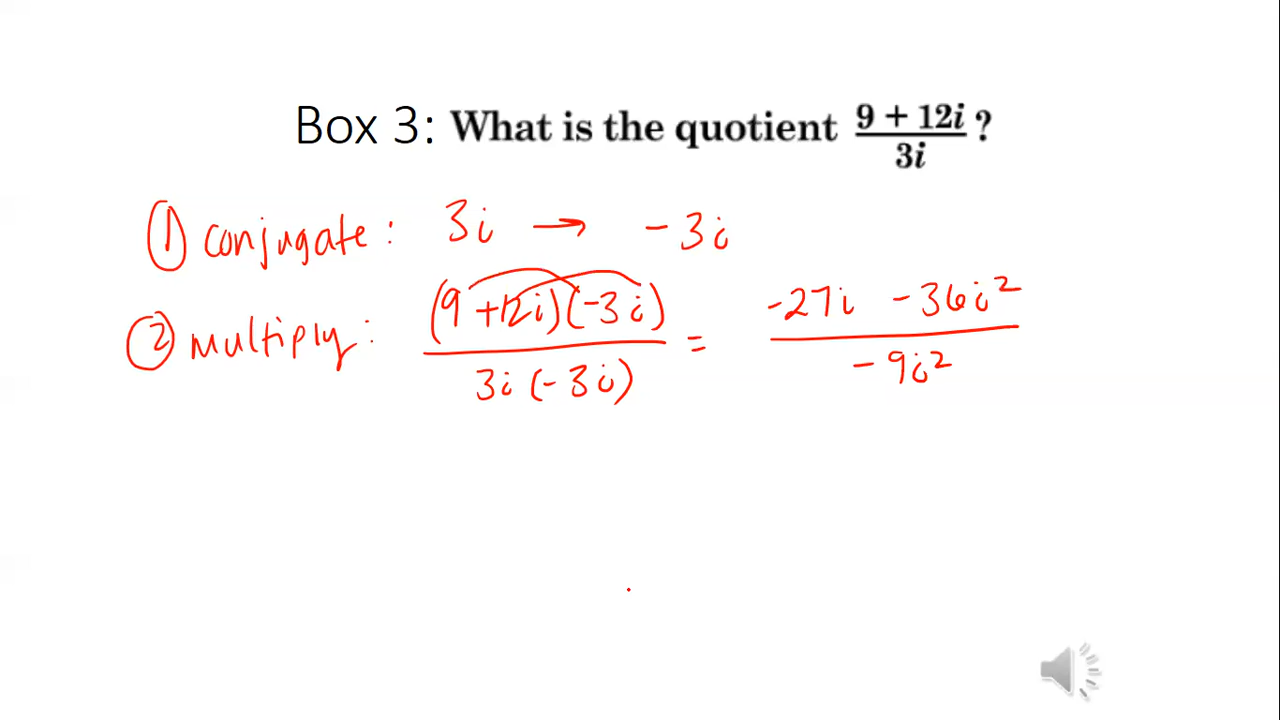 Box 3: What is the quotient (9 + 12i)/(3i) ?
① conjugate: 3i → -3i
② multiply: ((9 +12i)(-3i))/(3i(-3i)) = (-27i -36i²)/(-9i²)